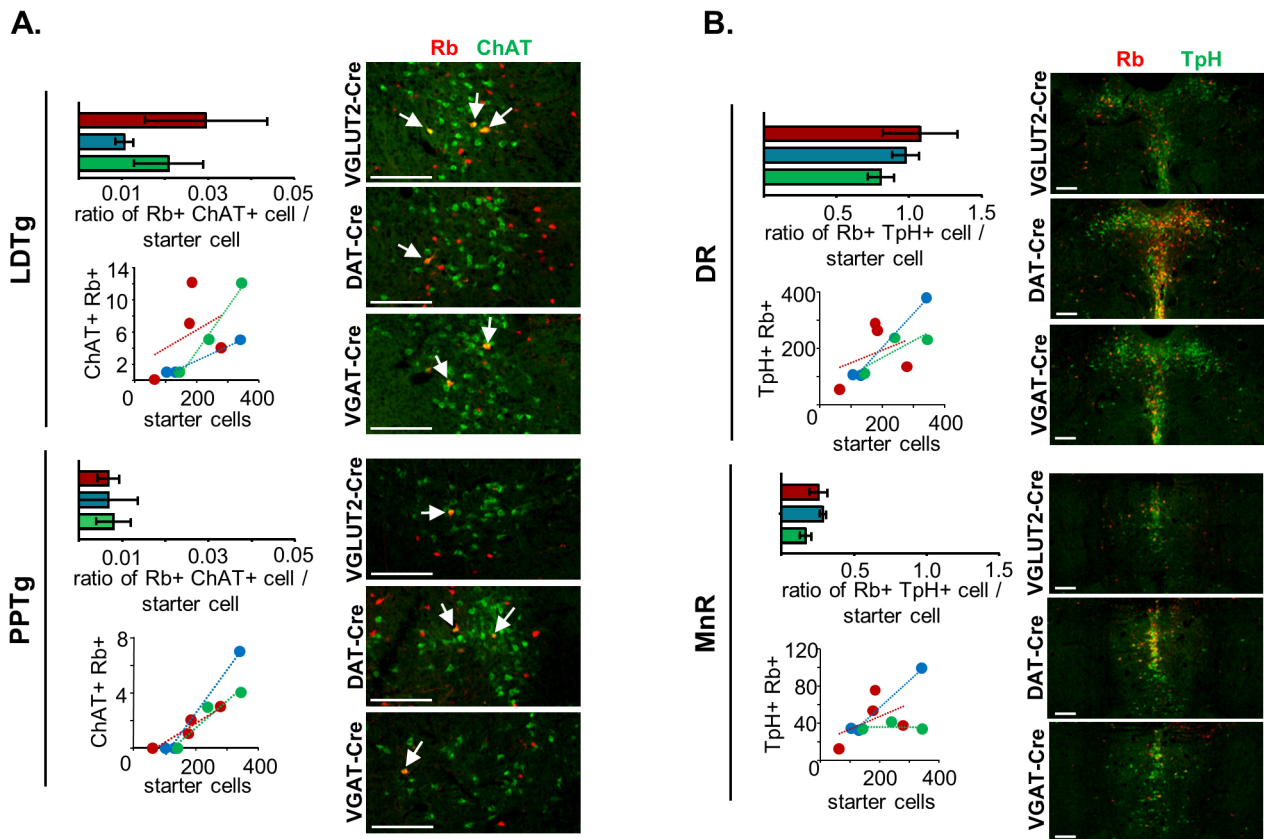 A.
Rb ChAT
LDTg
0.01 0.03 0.05
ratio of Rb+ ChAT+ cell /
starter cell
ChAT+ Rb+
14
10
6
2
0 200 400
starter cells
VGLUT2-Cre
DAT-Cre
VGAT-Cre
PPTg
0.01 0.03 0.05
ratio of Rb+ ChAT+ cell /
starter cell
ChAT+ Rb+
8
4
0
0 200 400
starter cells
VGLUT2-Cre
DAT-Cre
VGAT-Cre
B.
Rb TpH
DR
0.5 1.0 1.5
ratio of Rb+ TpH+ cell /
starter cell
TpH+ Rb+
400
200
0
0 200 400
starter cells
VGLUT2-Cre
DAT-Cre
VGAT-Cre
MnR
0.5 1.0 1.5
ratio of Rb+ TpH+ cell /
starter cell
TpH+ Rb+
120
80
40
0
0 200 400
starter cells
VGLUT2-Cre
DAT-Cre
VGAT-Cre